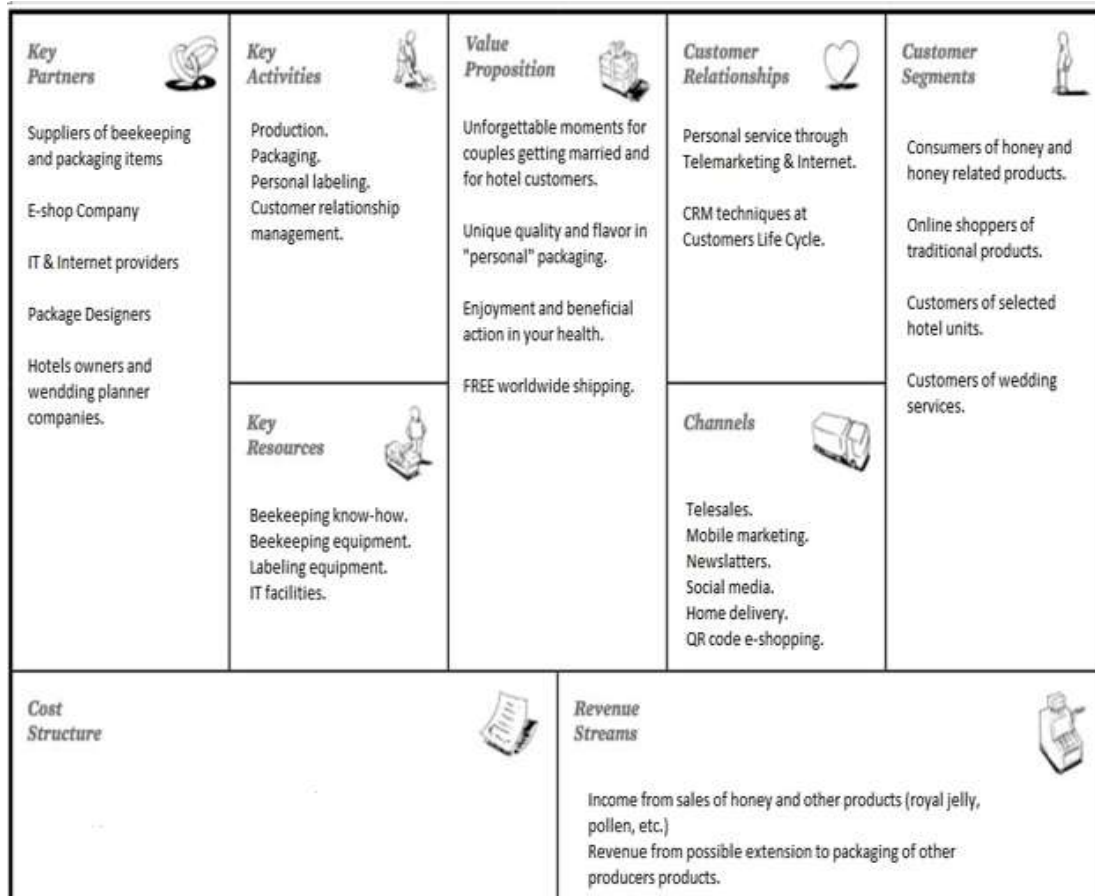 Key
Partners
Suppliers of beekeeping
and packaging items
E-shop Company
IT & Internet providers
Package Designers
Hotels owners and
wendding planner
companies.
Key
Activities
Production.
Packaging.
Personal labeling.
Customer relationship
management.
Key
Resources
Beekeeping know-how.
Beekeeping equipment.
Labeling equipment.
IT facilities.
Value
Proposition
Unforgettable moments for
couples getting married and
for hotel customers.
Unique quality and flavor in
"personal" packaging.
Enjoyment and beneficial
action in your health.
FREE worldwide shipping.
Customer
Relationships
Personal service through
Telemarketing & Internet.
CRM techniques at
Customers Life Cycle.
Channels
Telesales.
Mobile marketing.
Newslatters.
Social media.
Home delivery.
QR code e-shopping.
Customer
Segments
Consumers of honey and
honey related products.
Online shoppers of
traditional products.
Customers of selected
hotel units.
Customers of wedding
services.
Cost
Structure
Revenue
Streams
Income from sales of honey and other products (royal jelly,
pollen, etc.)
Revenue from possible extension to packaging of other
producers products.